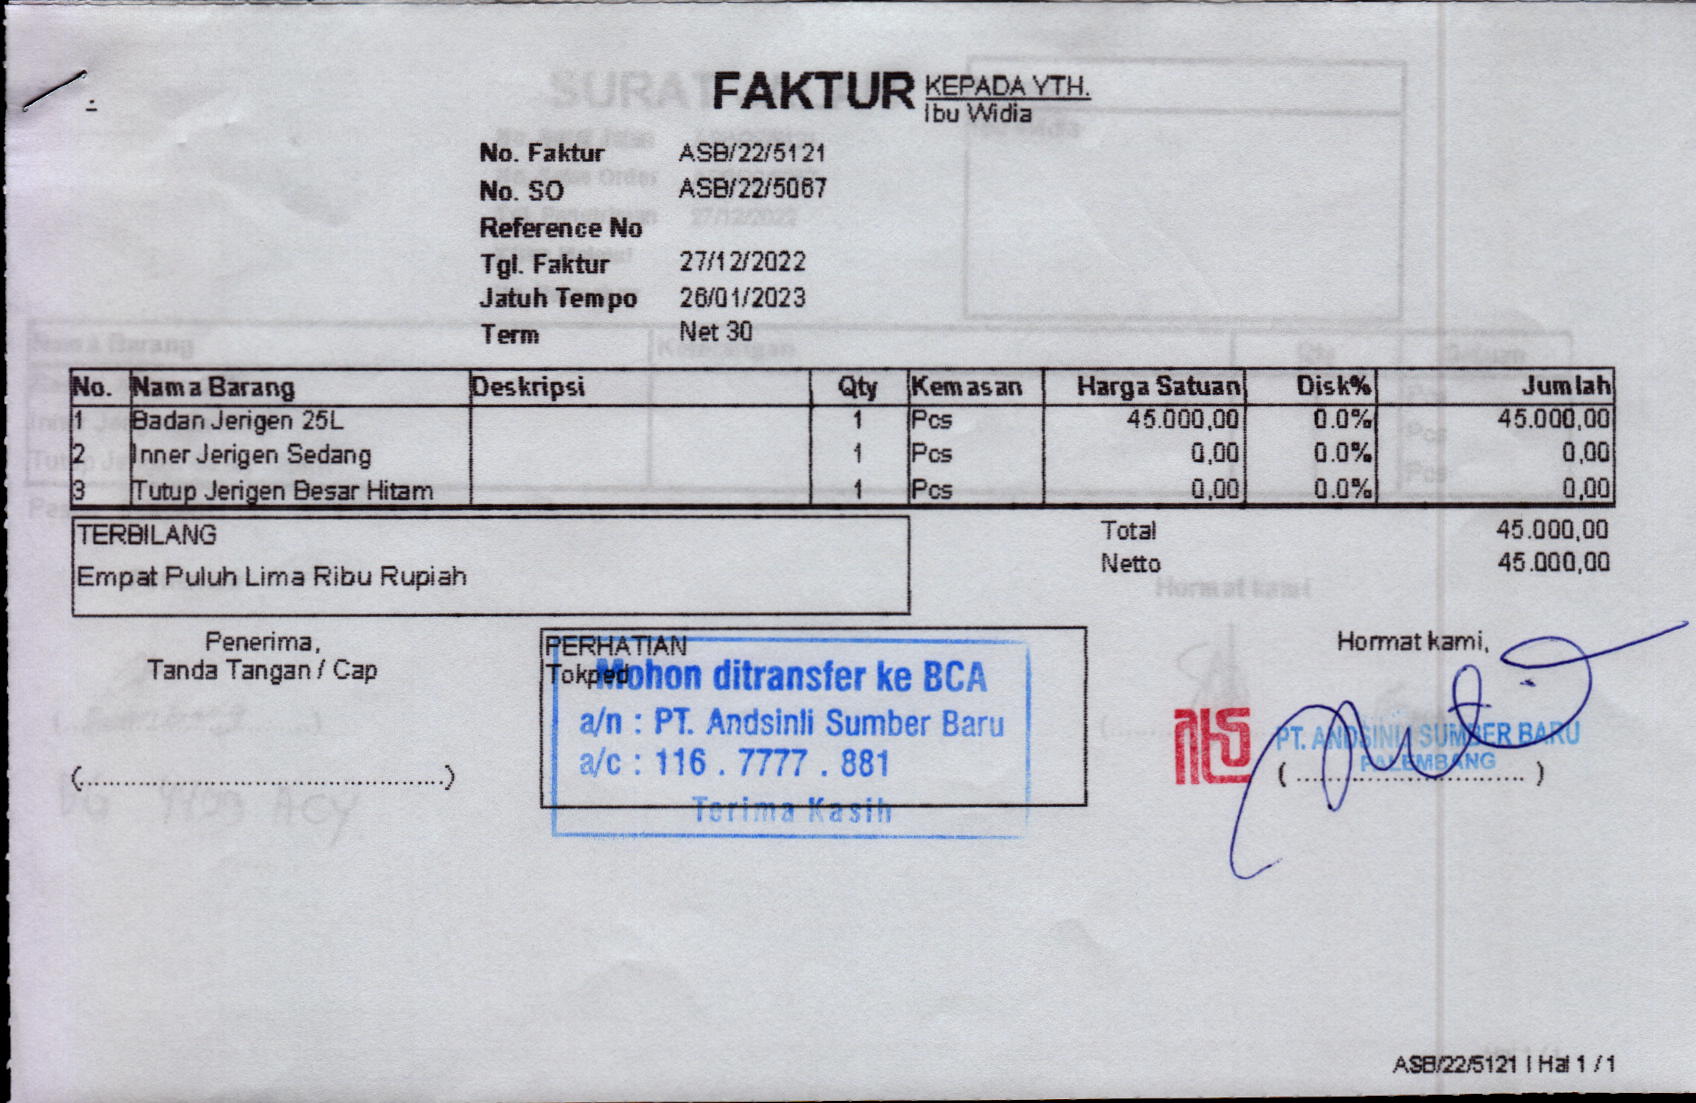 FAKTUR
KEPADA YTH.
Ibu Widia
No. Faktur ASB/22/5121
No. SO ASB/22/5067
Reference No
Tgl. Faktur 27/12/2022
Jatuh Tempo 26/01/2023
Term Net 30
No. Nama Barang Deskripsi Qty Kemasan Harga Satuan Disk% Jumlah
1 Badan Jerigen 25L 1 Pcs 45.000,00 0.0% 45.000,00
2 Inner Jerigen Sedang 1 Pcs 0,00 0.0% 0,00
3 Tutup Jerigen Besar Hitam 1 Pcs 0,00 0.0% 0,00
TERBILANG
Empat Puluh Lima Ribu Rupiah
Total 45.000,00
Netto 45.000,00
Penerima,
Tanda Tangan / Cap
(............................................)
PERHATIAN
Tokped
Mohon ditransfer ke BCA
a/n : PT. Andsinli Sumber Baru
a/c : 116 . 7777 . 881
Terima Kasih
Hormat kami,
PT. ANDSINLI SUMBER BARU
PALEMBANG
( ............................ )
ASB/22/5121 | Hal 1 / 1